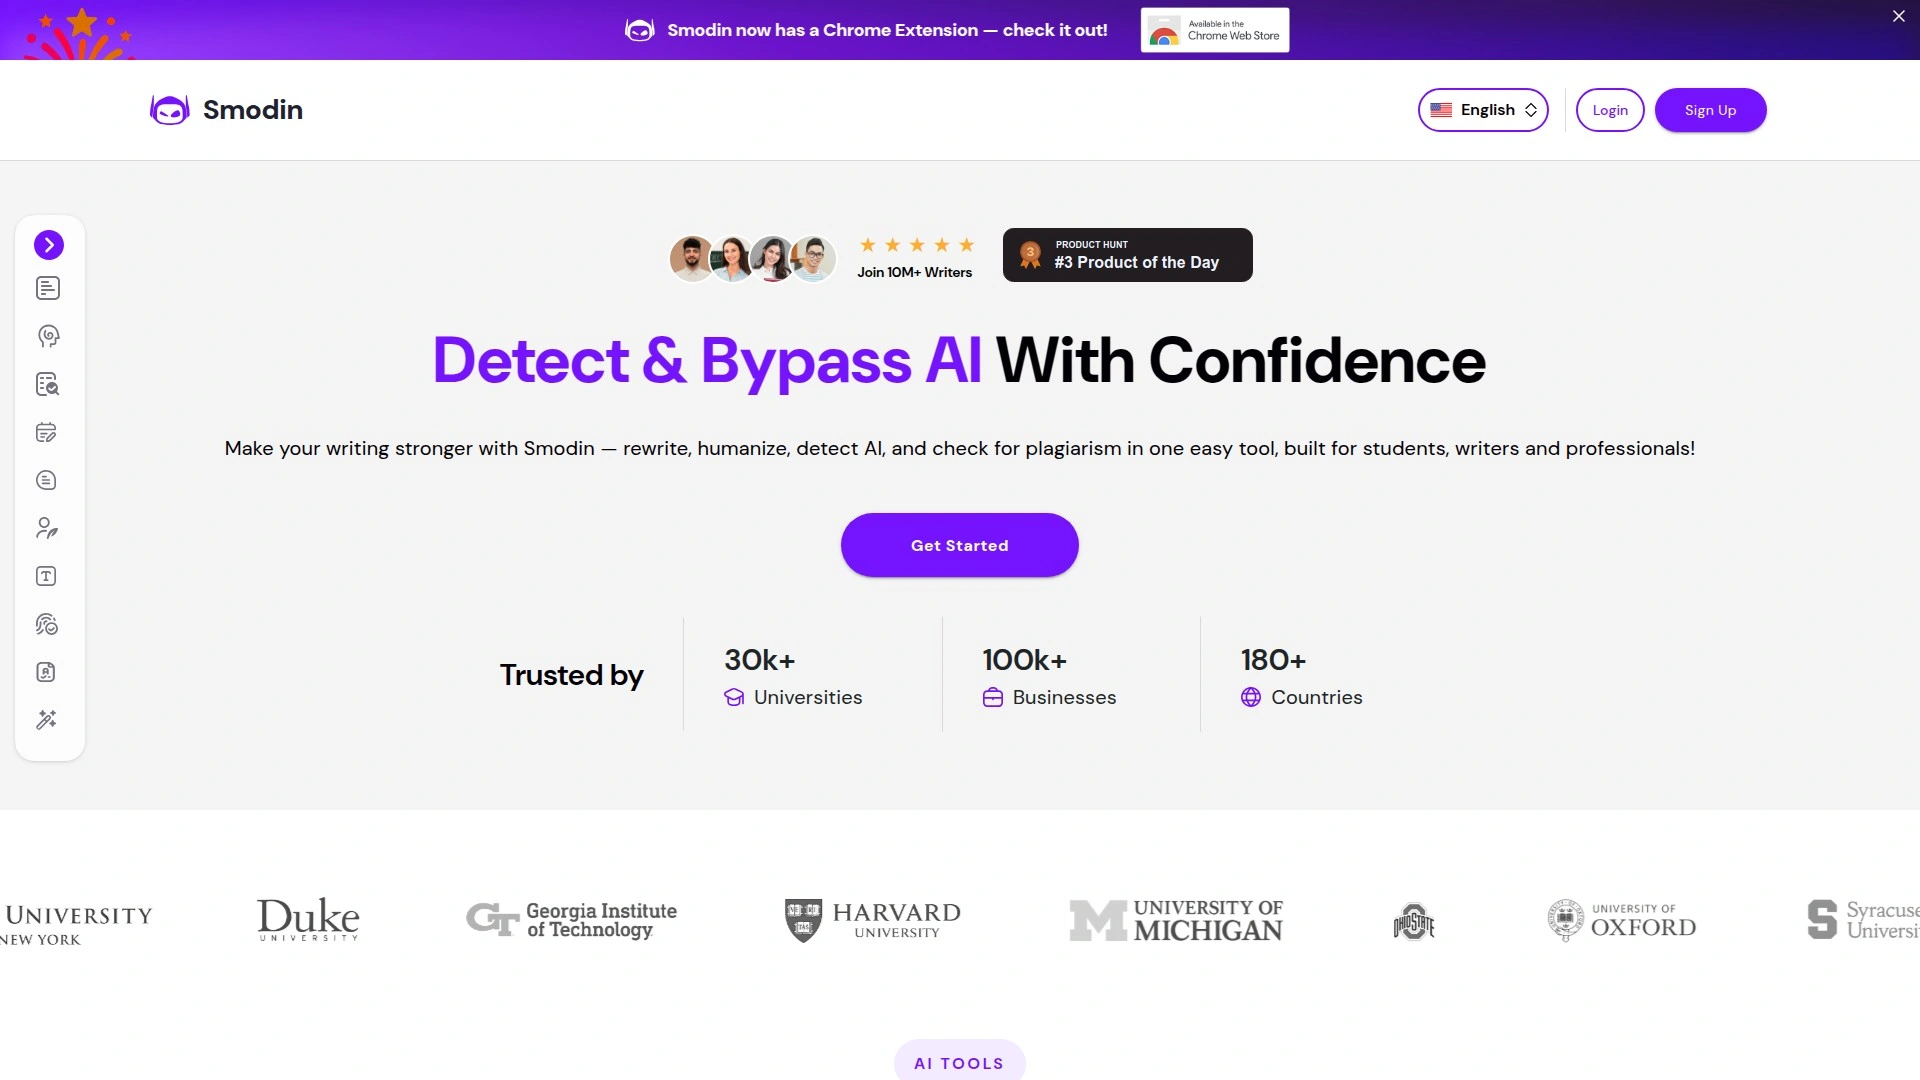 Smodin now has a Chrome Extension — check it out!
Available in the
Chrome Web Store
Smodin
English
Login
Sign Up
Join 10M+ Writers
3
PRODUCT HUNT
#3 Product of the Day
Detect & Bypass AI With Confidence
Make your writing stronger with Smodin — rewrite, humanize, detect AI, and check for plagiarism in one easy tool, built for students, writers and professionals!
Get Started
Trusted by
30k+
Universities
100k+
Businesses
180+
Countries
UNIVERSITY
NEW YORK
Duke
UNIVERSITY
GT
Georgia Institute
of Technology
HARVARD
UNIVERSITY
M
UNIVERSITY OF
MICHIGAN
OHIO STATE
UNIVERSITY OF
OXFORD
S
Syracuse
Universi
AI TOOLS